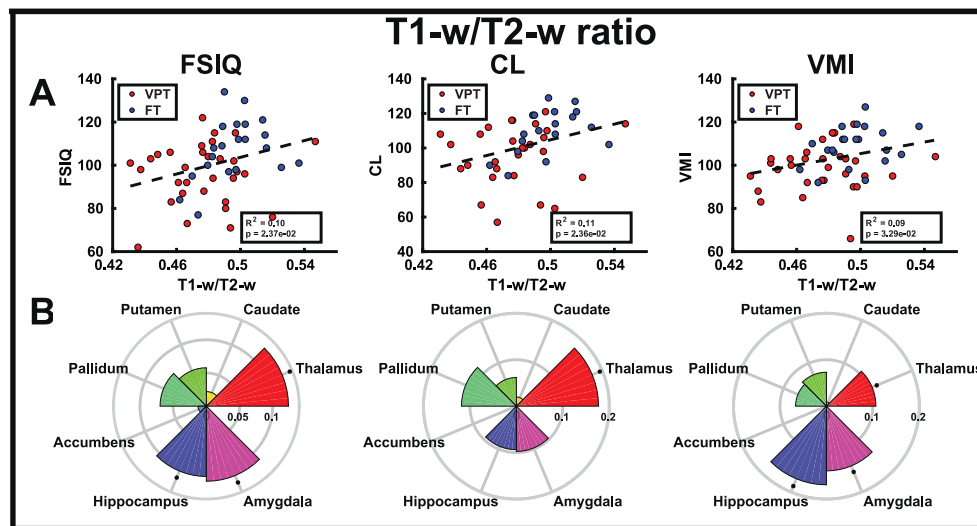 T1-w/T2-w ratio
A
FSIQ
VPT
FT
FSIQ
140
120
100
80
60
R² = 0.10
p = 2.37e-02
0.42 0.46 0.5 0.54
T1-w/T2-w
CL
VPT
FT
CL
140
120
100
80
60
40
R² = 0.11
p = 2.36e-02
0.42 0.46 0.5 0.54
T1-w/T2-w
VMI
VPT
FT
VMI
140
120
100
80
60
R² = 0.09
p = 3.29e-02
0.42 0.46 0.5 0.54
T1-w/T2-w
B
Putamen Caudate
Pallidum Thalamus
0.05 0.1
Accumbens
Hippocampus Amygdala
Putamen Caudate
Pallidum Thalamus
0.1 0.2
Accumbens
Hippocampus Amygdala
Putamen Caudate
Pallidum Thalamus
0.1 0.2
Accumbens
Hippocampus Amygdala